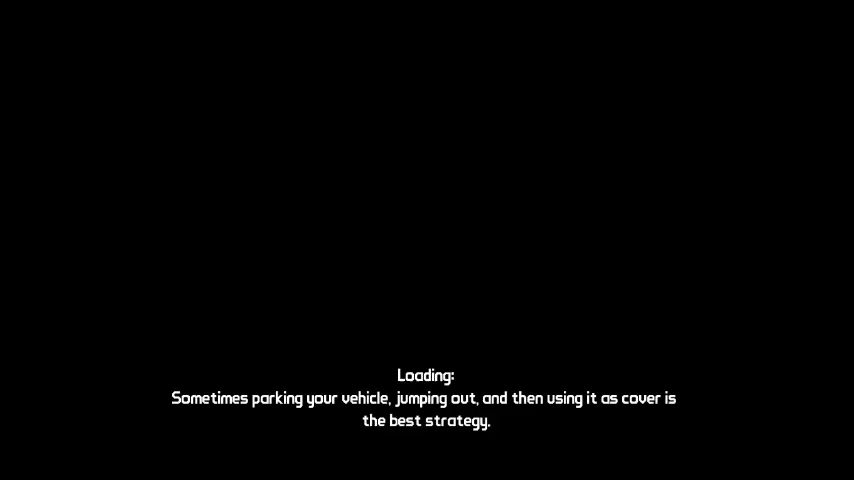 Loading:
Sometimes parking your vehicle, jumping out, and then using it as cover is
the best strategy.